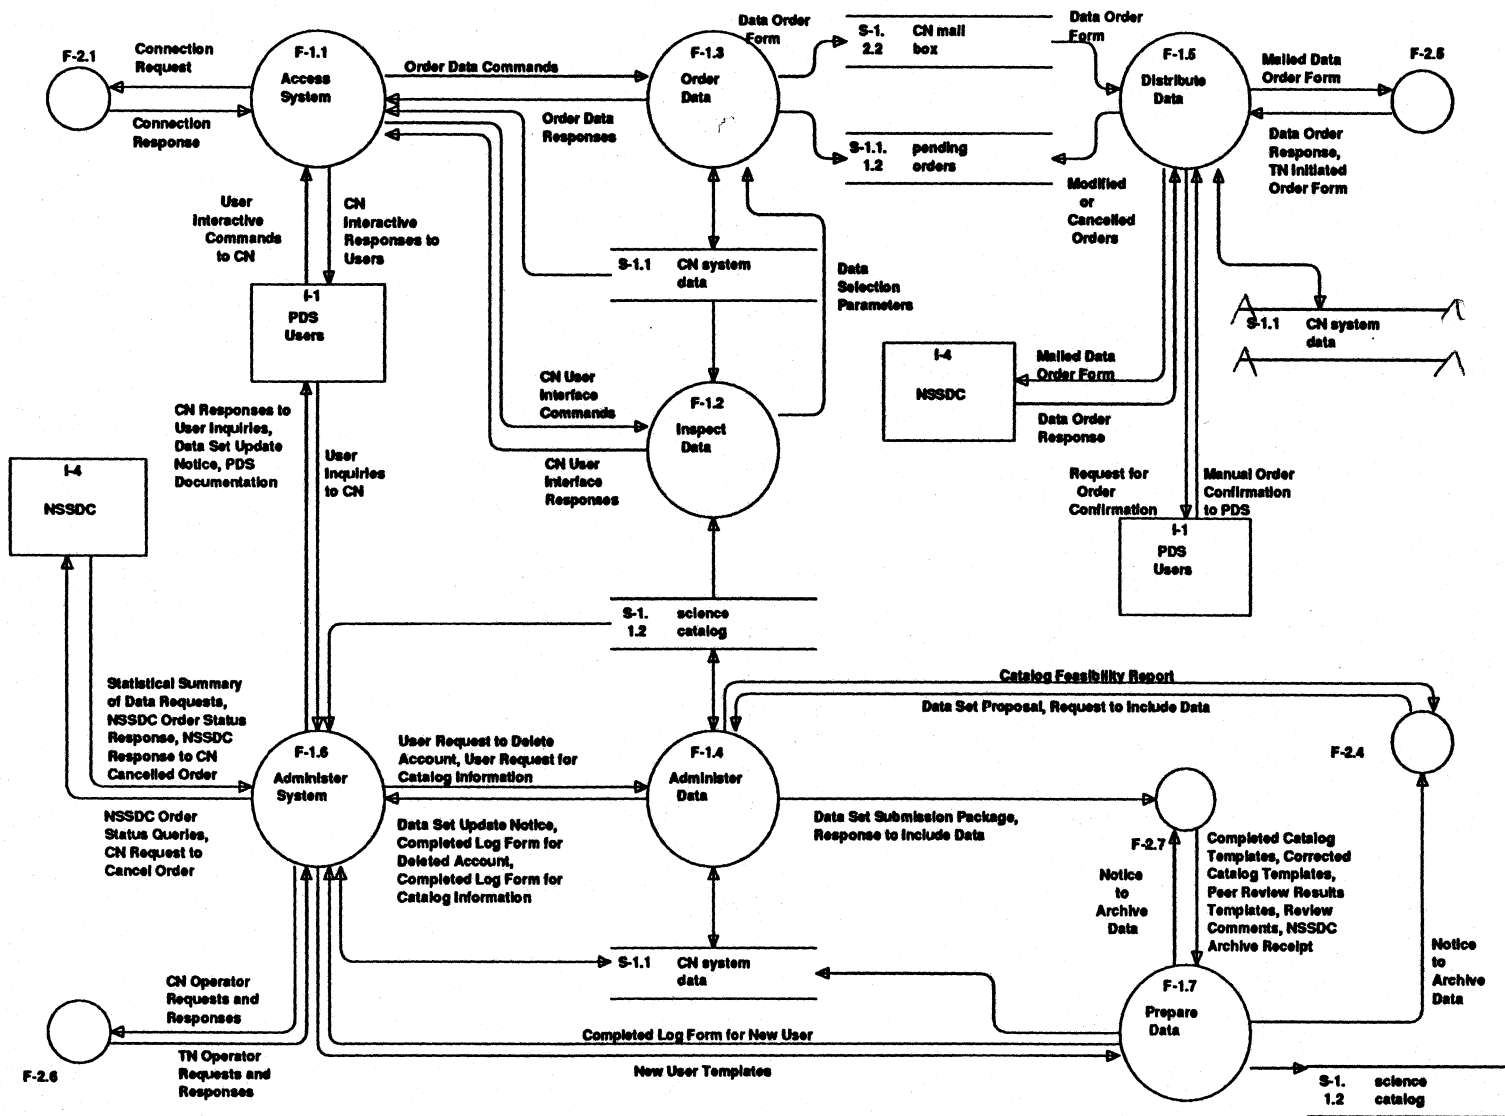 F-2.1
Connection
Request
Connection
Response
F-1.1
Access
System
Order Data Commands
Order Data
Responses
F-1.3
Order
Data
Data Order
Form
S-1. CN mail
2.2 box
Data Order
Form
S-1.1. pending
1.2 orders
Modified
or
Cancelled
Orders
F-1.5
Distribute
Data
Mailed Data
Order Form
Data Order
Response,
TN Initiated
Order Form
F-2.5
User
Interactive
Commands
to CN
CN
Interactive
Responses to
Users
I-1
PDS
Users
S-1.1 CN system
data
Data
Selection
Parameters
S-1.1 CN system
data
I-4
NSSDC
Mailed Data
Order Form
Data Order
Response
CN User
Interface
Commands
CN User
Interface
Responses
F-1.2
Inspect
Data
CN Responses to
User Inquiries,
Data Set Update
Notice, PDS
Documentation
User
Inquiries
to CN
I-4
NSSDC
Request for
Order
Confirmation
Manual Order
Confirmation
to PDS
I-1
PDS
Users
S-1. science
1.2 catalog
Statistical Summary
of Data Requests,
NSSDC Order Status
Response, NSSDC
Response to CN
Cancelled Order
NSSDC Order
Status Queries,
CN Request to
Cancel Order
F-1.6
Administer
System
User Request to Delete
Account, User Request for
Catalog Information
Data Set Update Notice,
Completed Log Form for
Deleted Account,
Completed Log Form for
Catalog Information
F-1.4
Administer
Data
Catalog Feasibility Report
Data Set Proposal, Request to Include Data
F-2.4
Data Set Submission Package,
Response to Include Data
F-2.7
Notice
to
Archive
Data
Completed Catalog
Templates, Corrected
Catalog Templates,
Peer Review Results
Templates, Review
Comments, NSSDC
Archive Receipt
Notice
to
Archive
Data
S-1.1 CN system
data
F-1.7
Prepare
Data
CN Operator
Requests and
Responses
TN Operator
Requests and
Responses
F-2.6
Completed Log Form for New User
New User Templates
S-1. science
1.2 catalog